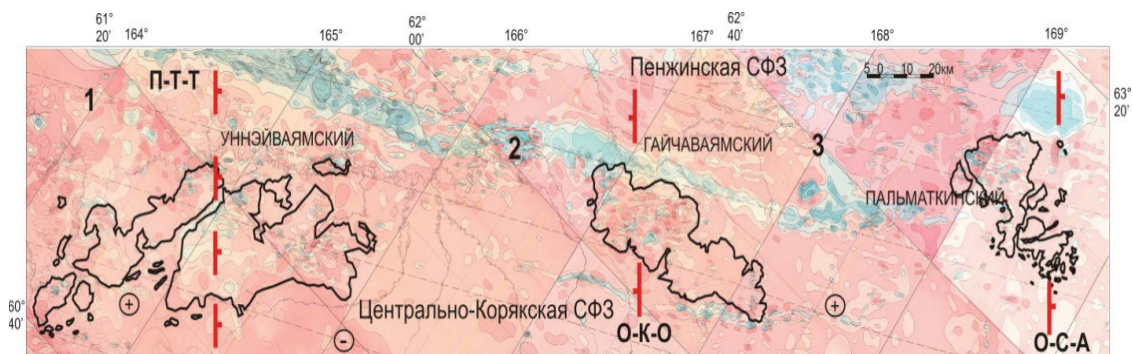 61° 62° 62°
20' 164° 165° 00' 166° 167° 40' 168° 169°
П-Т-Т Пенжинская СФЗ 5 0 10 20км
1 63°
20'
УННЭЙВАЯМСКИЙ 2 ГАЙЧАВАЯМСКИЙ 3
ПАЛЬМАТКИНСКИЙ
60° + Центрально-Корякская СФЗ +
40' - О-К-О О-С-А